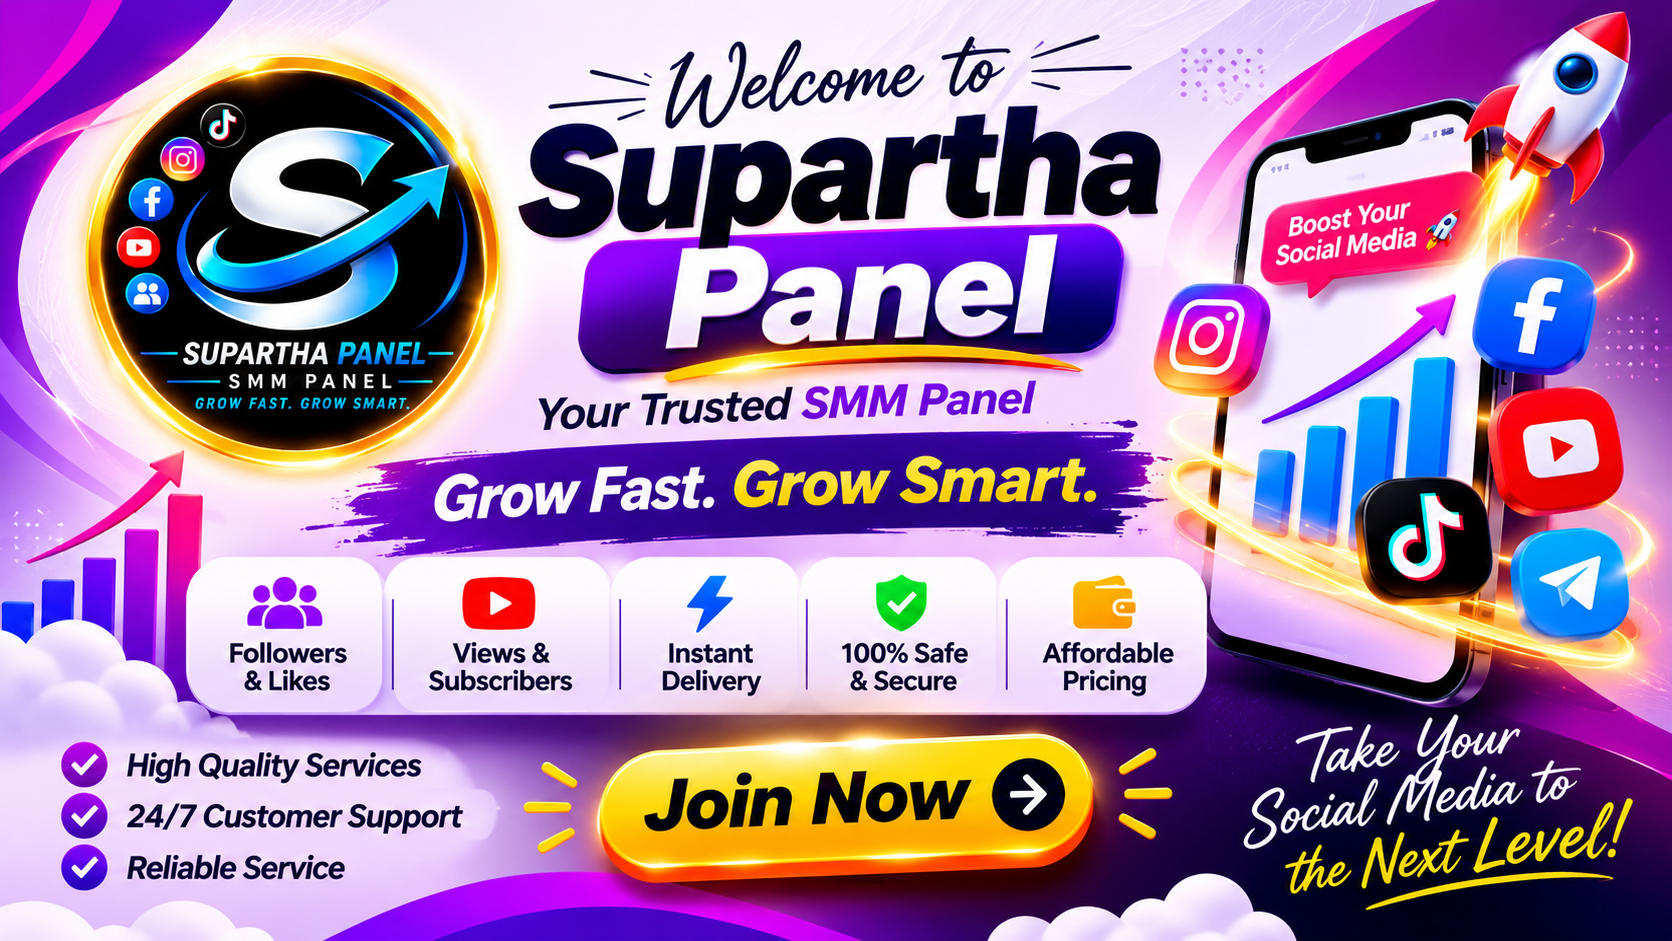 Welcome to
Supartha
Panel
Your Trusted SMM Panel
Grow Fast. Grow Smart.
SUPARTHA PANEL
SMM PANEL
GROW FAST. GROW SMART.
Boost Your
Social Media
Followers
& Likes
Views &
Subscribers
Instant
Delivery
100% Safe
& Secure
Affordable
Pricing
High Quality Services
24/7 Customer Support
Reliable Service
Join Now
Take Your
Social Media to
the Next Level!